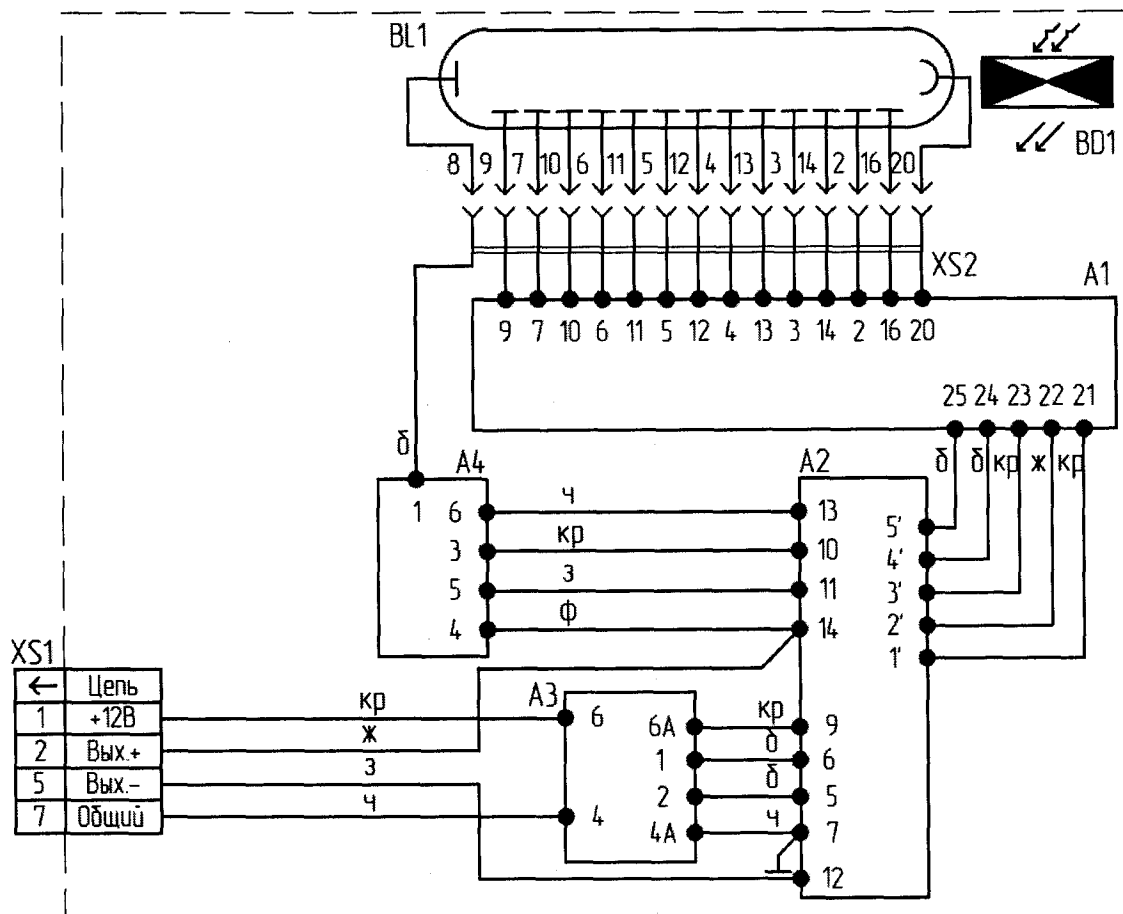 BL1
BD1
8 9 7 10 6 11 5 12 4 13 3 14 2 16 20
XS2
A1
9 7 10 6 11 5 12 4 13 3 14 2 16 20
25 24 23 22 21
б
б б кр ж кр
A4
A2
1 6 ч 13
5'
3 кр 10
4'
5 з 11
3'
4 ф 14
2'
1'
XS1
← Цепь
1 +12В кр
2 Вых.+ ж
5 Вых.– з
7 Общий ч
A3
6 6А кр 9
1 б 6
2 б 5
4 4А ч 7
12